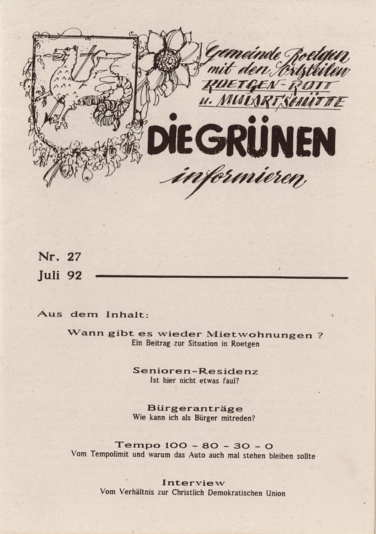 Gemeinde Roetgen
mit den Ortsteilen
ROETGEN-ROTT
u. MULARTSHÜTTE
DIE GRÜNEN
informieren
Nr. 27
Juli 92
Aus dem Inhalt:
Wann gibt es wieder Mietwohnungen ?
Ein Beitrag zur Situation in Roetgen
Senioren-Residenz
Ist hier nicht etwas faul?
Bürgeranträge
Wie kann ich als Bürger mitreden?
Tempo 100 - 80 - 30 - 0
Vom Tempolimit und warum das Auto auch mal stehen bleiben sollte
Interview
Vom Verhältnis zur Christlich Demokratischen Union